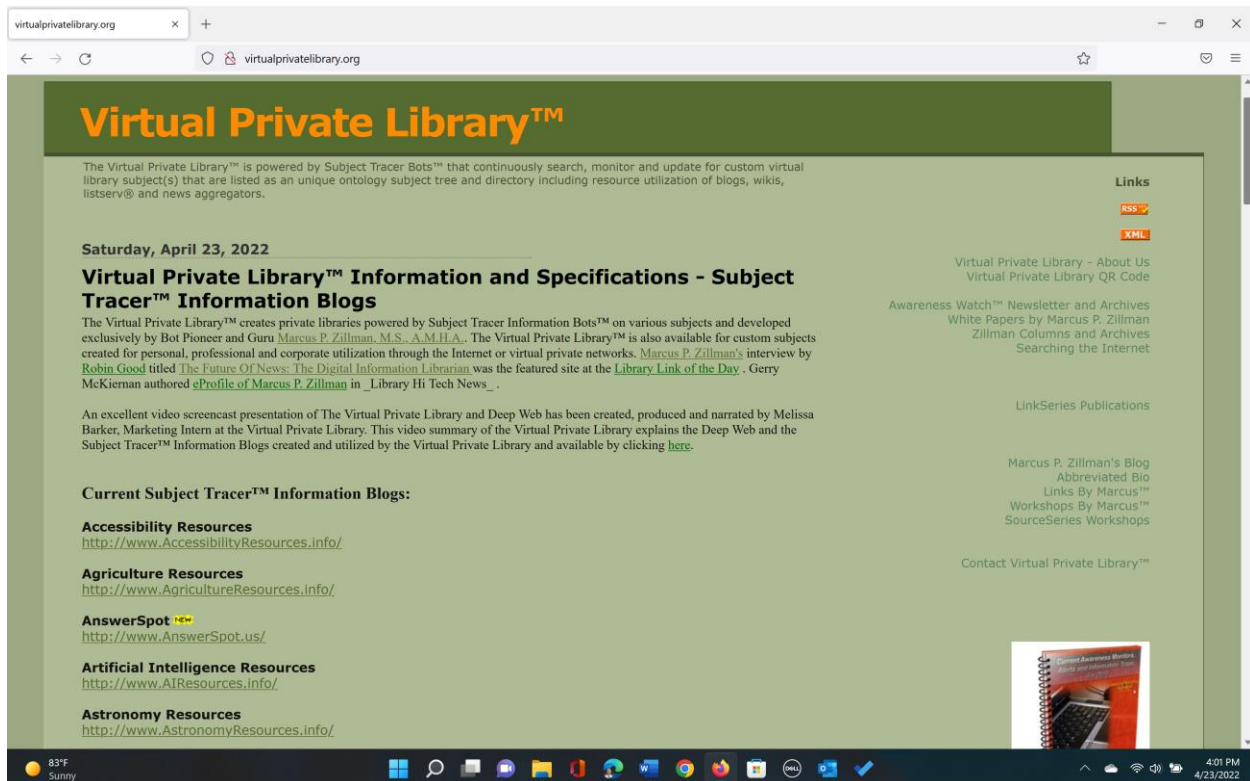 virtualprivatelibrary.org
virtualprivatelibrary.org
Virtual Private Library™
The Virtual Private Library™ is powered by Subject Tracer Bots™ that continuously search, monitor and update for custom virtual
library subject(s) that are listed as an unique ontology subject tree and directory including resource utilization of blogs, wikis,
listserv® and news aggregators.
Saturday, April 23, 2022
Virtual Private Library™ Information and Specifications - Subject
Tracer™ Information Blogs
The Virtual Private Library™ creates private libraries powered by Subject Tracer Information Bots™ on various subjects and developed
exclusively by Bot Pioneer and Guru Marcus P. Zillman, M.S., A.M.H.A.. The Virtual Private Library™ is also available for custom subjects
created for personal, professional and corporate utilization through the Internet or virtual private networks. Marcus P. Zillman's interview by
Robin Good titled The Future Of News: The Digital Information Librarian was the featured site at the Library Link of the Day . Gerry
McKiernan authored eProfile of Marcus P. Zillman in _Library Hi Tech News_ .
An excellent video screencast presentation of The Virtual Private Library and Deep Web has been created, produced and narrated by Melissa
Barker, Marketing Intern at the Virtual Private Library. This video summary of the Virtual Private Library explains the Deep Web and the
Subject Tracer™ Information Blogs created and utilized by the Virtual Private Library and available by clicking here.
Current Subject Tracer™ Information Blogs:
Accessibility Resources
http://www.AccessibilityResources.info/
Agriculture Resources
http://www.AgricultureResources.info/
AnswerSpot NEW
http://www.AnswerSpot.us/
Artificial Intelligence Resources
http://www.AIResources.info/
Astronomy Resources
http://www.AstronomyResources.info/
Links
RSS
XML
Virtual Private Library - About Us
Virtual Private Library QR Code
Awareness Watch™ Newsletter and Archives
White Papers by Marcus P. Zillman
Zillman Columns and Archives
Searching the Internet
LinkSeries Publications
Marcus P. Zillman's Blog
Abbreviated Bio
Links By Marcus™
Workshops By Marcus™
SourceSeries Workshops
Contact Virtual Private Library™
Current Awareness Monitors,
Alerts and Information Traps
83°F
Sunny
DELL
4:01 PM
4/23/2022